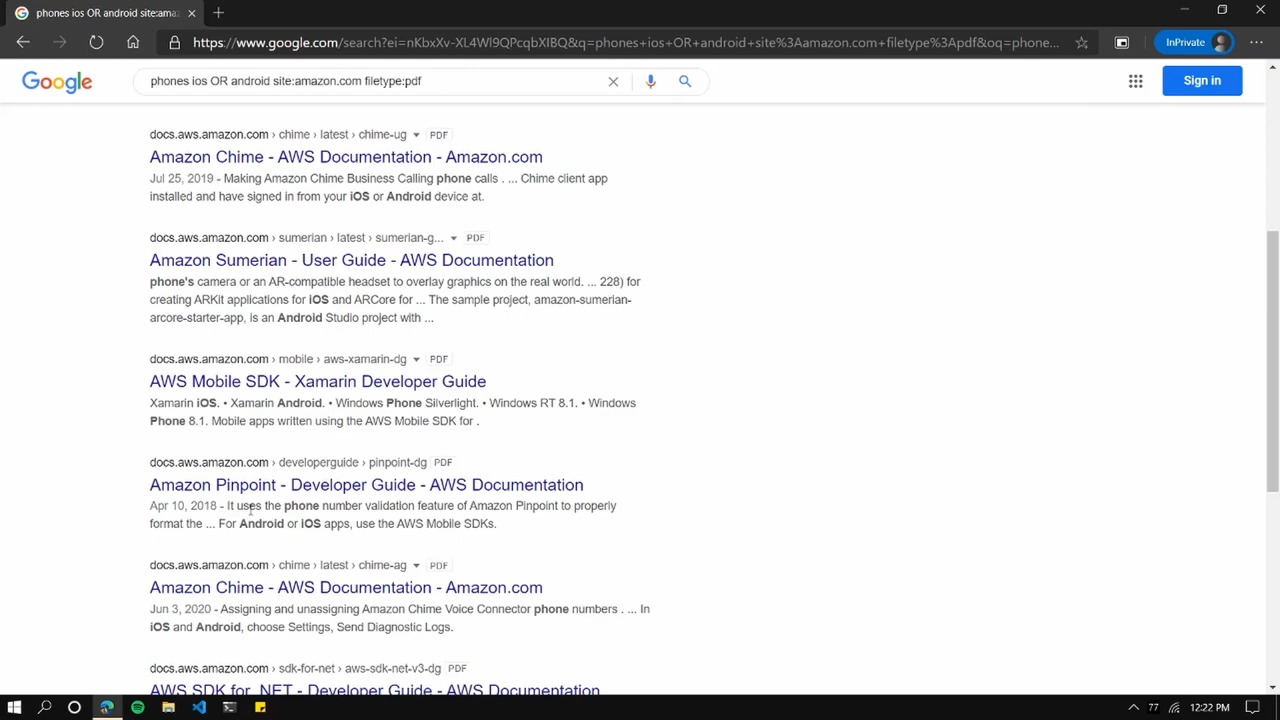 phones ios OR android site:amaz
https://www.google.com/search?ei=nKbxXv-XL4Wl9QPcqbXIBQ&q=phones+ios+OR+android+site%3Aamazon.com+filetype%3Apdf&oq=phone...
InPrivate
Google
phones ios OR android site:amazon.com filetype:pdf
Sign in
docs.aws.amazon.com › chime › latest › chime-ug PDF
Amazon Chime - AWS Documentation - Amazon.com
Jul 25, 2019 - Making Amazon Chime Business Calling phone calls . ... Chime client app
installed and have signed in from your iOS or Android device at.
docs.aws.amazon.com › sumerian › latest › sumerian-g... PDF
Amazon Sumerian - User Guide - AWS Documentation
phone's camera or an AR-compatible headset to overlay graphics on the real world. ... 228) for
creating ARKit applications for iOS and ARCore for ... The sample project, amazon-sumerian-
arcore-starter-app, is an Android Studio project with ...
docs.aws.amazon.com › mobile › aws-xamarin-dg PDF
AWS Mobile SDK - Xamarin Developer Guide
Xamarin iOS. • Xamarin Android. • Windows Phone Silverlight. • Windows RT 8.1. • Windows
Phone 8.1. Mobile apps written using the AWS Mobile SDK for .
docs.aws.amazon.com › developerguide › pinpoint-dg PDF
Amazon Pinpoint - Developer Guide - AWS Documentation
Apr 10, 2018 - It uses the phone number validation feature of Amazon Pinpoint to properly
format the ... For Android or iOS apps, use the AWS Mobile SDKs.
docs.aws.amazon.com › chime › latest › chime-ag PDF
Amazon Chime - AWS Documentation - Amazon.com
Jun 3, 2020 - Assigning and unassigning Amazon Chime Voice Connector phone numbers . ... In
iOS and Android, choose Settings, Send Diagnostic Logs.
docs.aws.amazon.com › sdk-for-net › aws-sdk-net-v3-dg PDF
AWS SDK for .NET - Developer Guide - AWS Documentation
77
12:22 PM